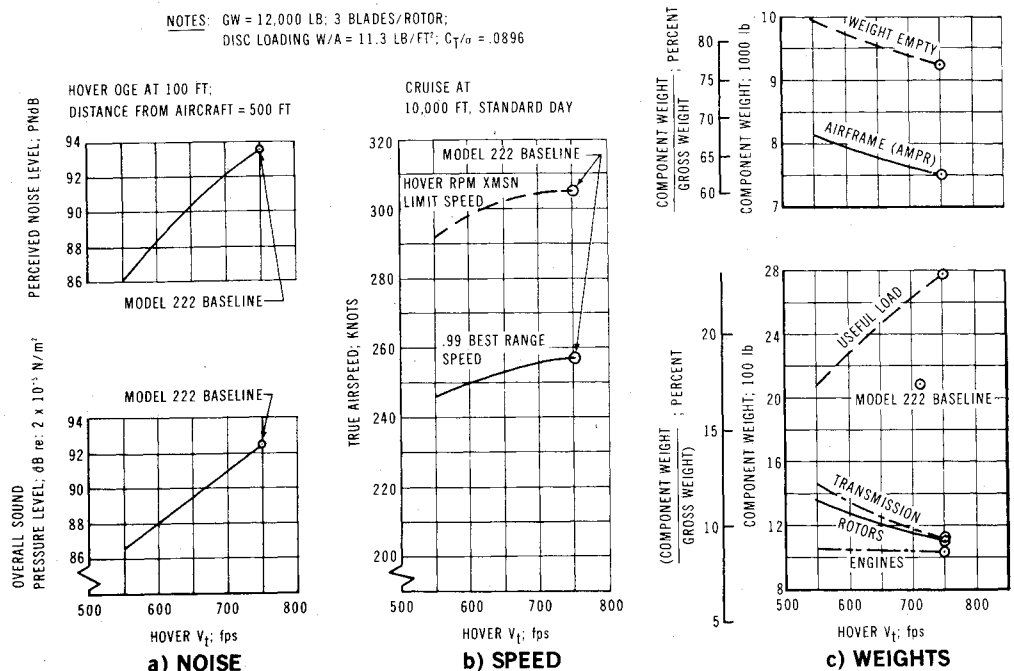 NOTES: GW = 12,000 LB; 3 BLADES/ROTOR;
DISC LOADING W/A = 11.3 LB/FT²; C_T/σ = .0896
HOVER OGE AT 100 FT;
DISTANCE FROM AIRCRAFT = 500 FT
PERCEIVED NOISE LEVEL; PNdB
94
92
90
88
86
MODEL 222 BASELINE
MODEL 222 BASELINE
OVERALL SOUND
PRESSURE LEVEL; dB re: 2 x 10⁻⁵ N/m²
94
92
90
88
86
500 600 700 800
HOVER V_t; fps
a) NOISE
CRUISE AT
10,000 FT, STANDARD DAY
TRUE AIRSPEED; KNOTS
320
300
280
260
240
220
200
MODEL 222 BASELINE
HOVER RPM XMSN
LIMIT SPEED
.99 BEST RANGE
SPEED
500 600 700 800
HOVER V_t; fps
b) SPEED
COMPONENT WEIGHT
GROSS WEIGHT
; PERCENT
80
75
70
65
60
COMPONENT WEIGHT; 1000 lb
10
9
8
7
WEIGHT EMPTY
AIRFRAME (AMPR)
(COMPONENT WEIGHT
GROSS WEIGHT)
; PERCENT
20
15
10
5
COMPONENT WEIGHT; 100 lb
28
24
20
16
12
8
USEFUL LOAD
MODEL 222 BASELINE
TRANSMISSION
ROTORS
ENGINES
500 600 700 800
HOVER V_t; fps
c) WEIGHTS